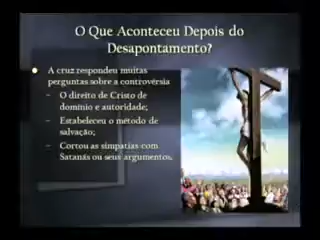 O Que Aconteceu Depois do
Desapontamento?
A cruz respondeu muitas
perguntas sobre a controvérsia
– O direito de Cristo de
domínio e autoridade;
– Estabeleceu o método de
salvação;
– Cortou as simpatias com
Satanás ou seus argumentos.